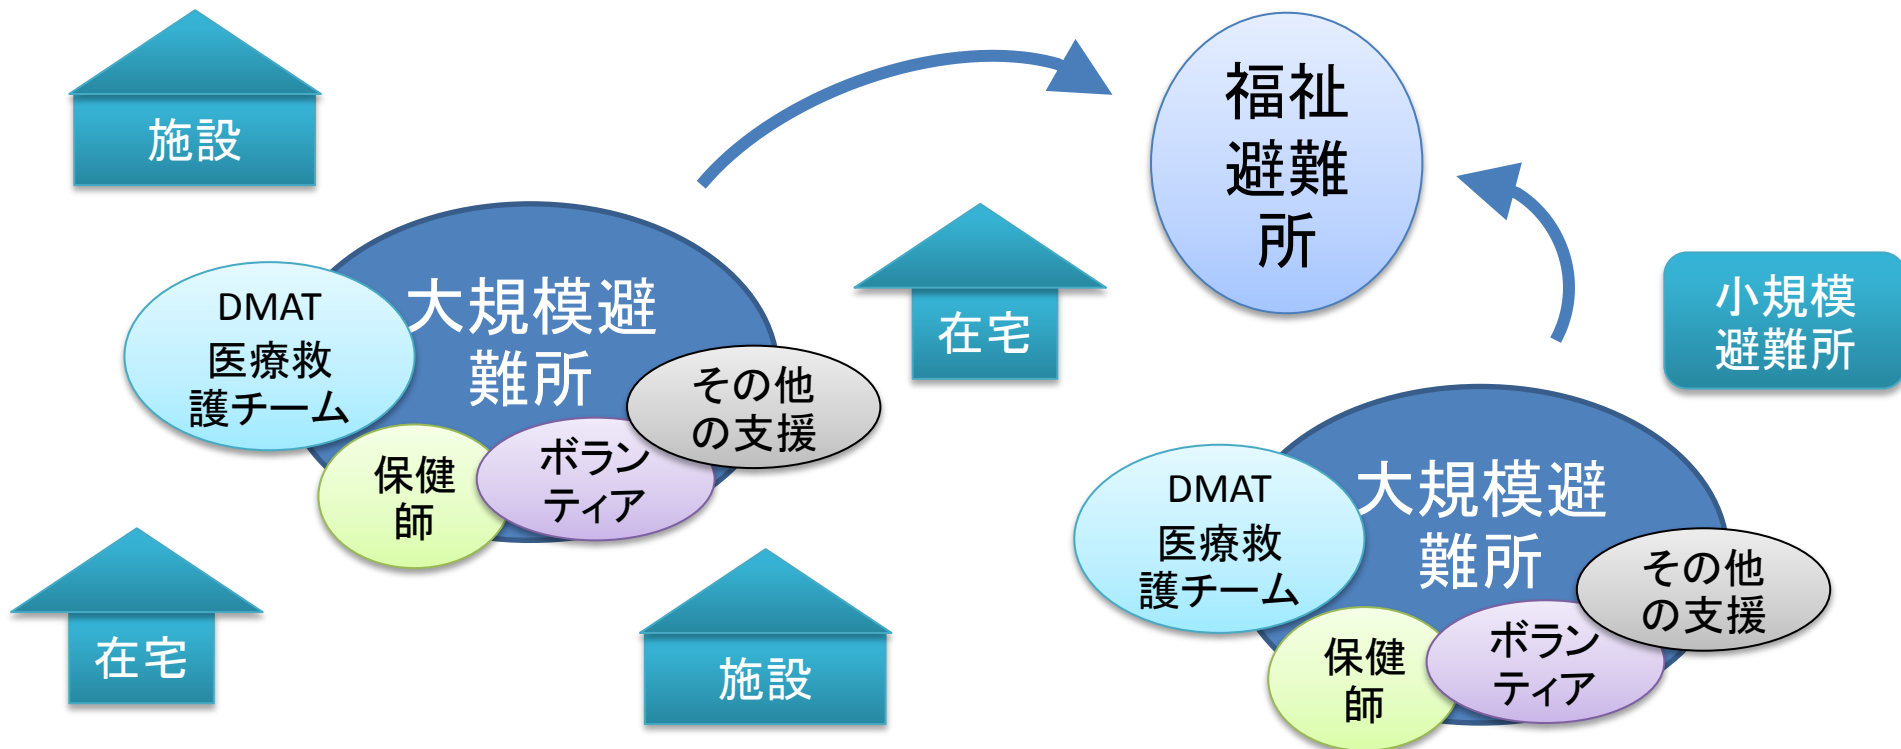 施設
福祉
避難
所
大規模避
難所
DMAT
医療救
護チーム
その他
の支援
保健
師
ボラン
ティア
在宅
小規模
避難所
在宅
施設
大規模避
難所
DMAT
医療救
護チーム
その他
の支援
保健
師
ボラン
ティア